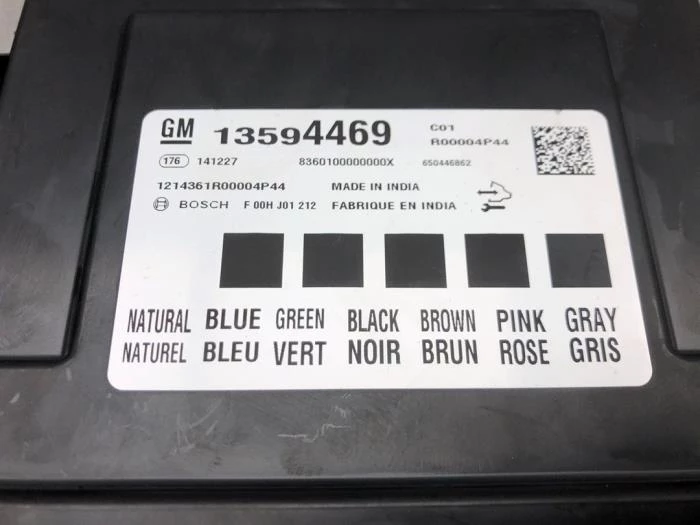 GM 13594469 C01
R00004P44
176 141227 8360100000000X 650446862
1214361R00004P44 MADE IN INDIA
BOSCH F 00H J01 212 FABRIQUE EN INDIA
NATURAL BLUE GREEN BLACK BROWN PINK GRAY
NATUREL BLEU VERT NOIR BRUN ROSE GRIS